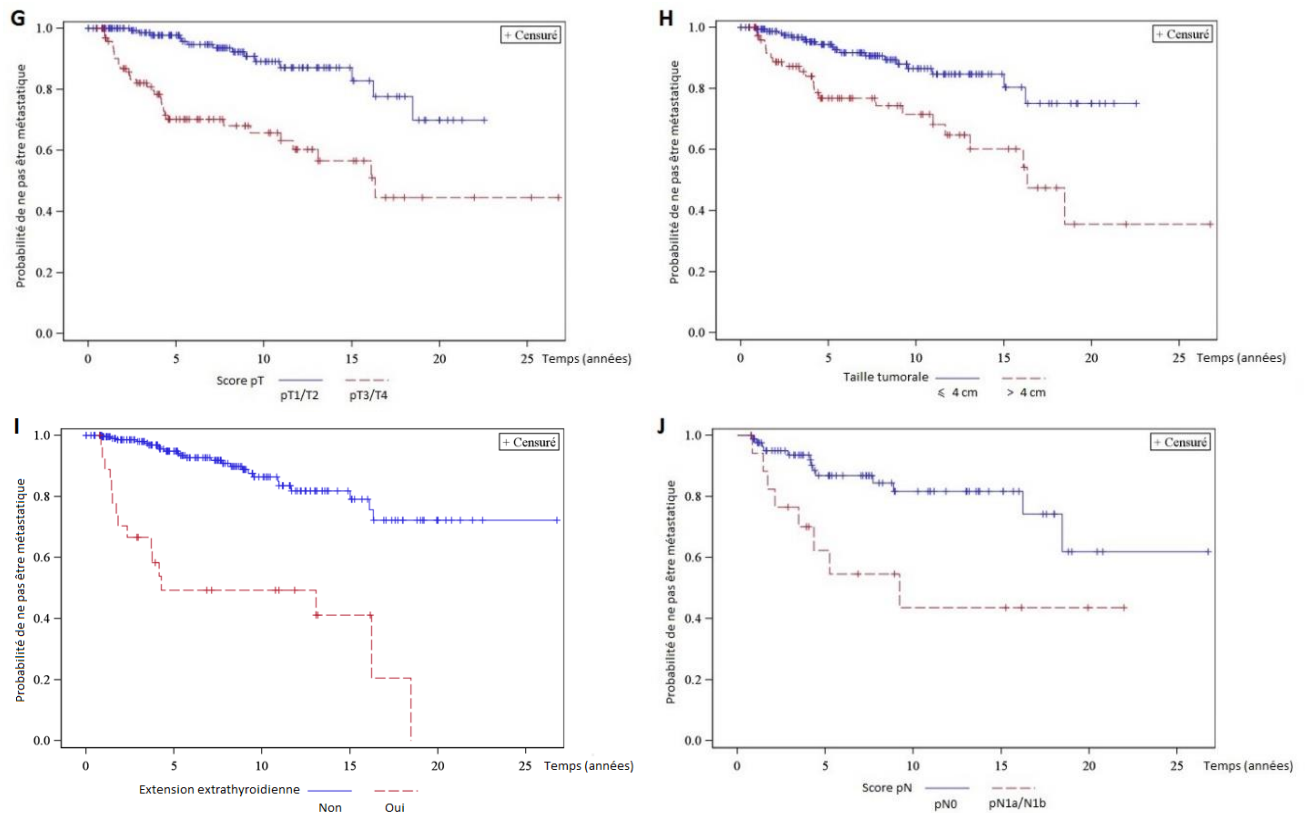 G
Probabilité de ne pas être métastatique
1.0
0.8
0.6
0.4
0.2
0.0
+ Censuré
0 5 10 15 20 25 Temps (années)
Score pT
pT1/T2 pT3/T4
H
Probabilité de ne pas être métastatique
1.0
0.8
0.6
0.4
0.2
0.0
+ Censuré
0 5 10 15 20 25 Temps (années)
Taille tumorale
⩽ 4 cm > 4 cm
I
Probabilité de ne pas être métastatique
1.0
0.8
0.6
0.4
0.2
0.0
+ Censuré
0 5 10 15 20 25 Temps (années)
Extension extrathyroidienne
Non Oui
J
Probabilité de ne pas être métastatique
1.0
0.8
0.6
0.4
0.2
0.0
+ Censuré
0 5 10 15 20 25 Temps (années)
Score pN
pN0 pN1a/N1b